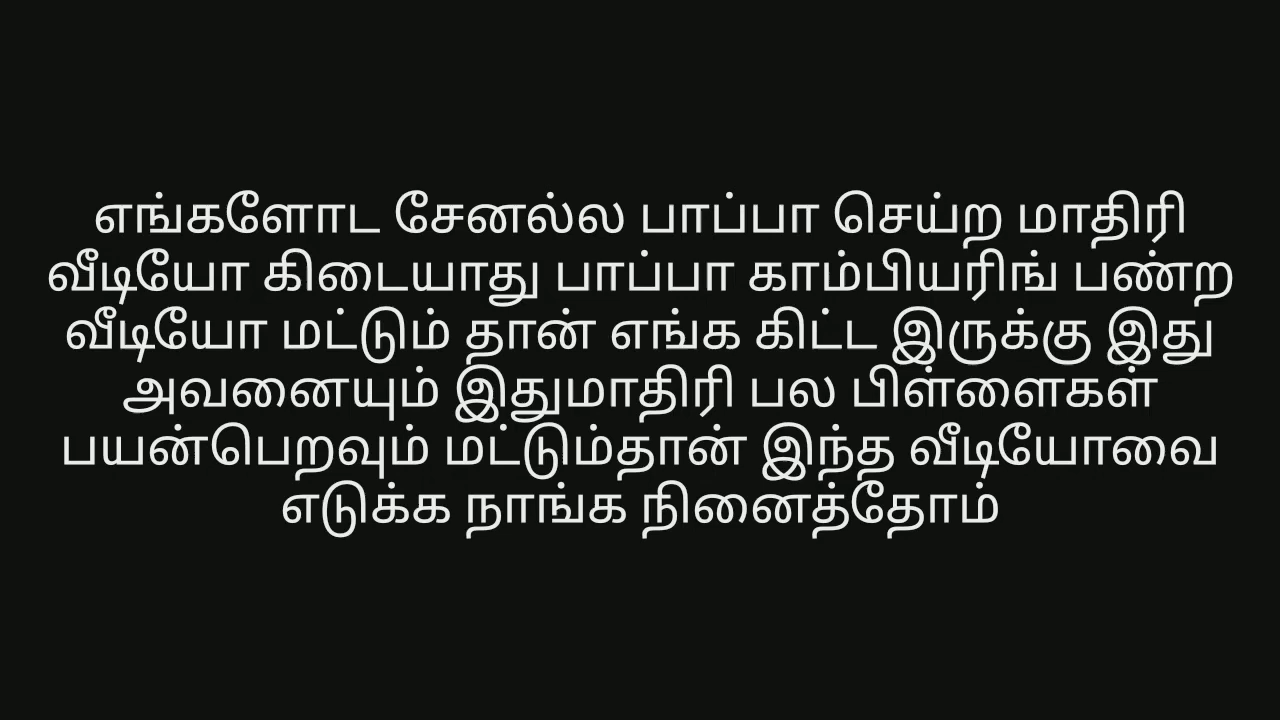 எங்களோட சேனல்ல பாப்பா செய்ற மாதிரி
வீடியோ கிடையாது பாப்பா காம்பியரிங் பண்ற
வீடியோ மட்டும் தான் எங்க கிட்ட இருக்கு இது
அவனையும் இதுமாதிரி பல பிள்ளைகள்
பயன்பெறவும் மட்டும்தான் இந்த வீடியோவை
எடுக்க நாங்க நினைத்தோம்